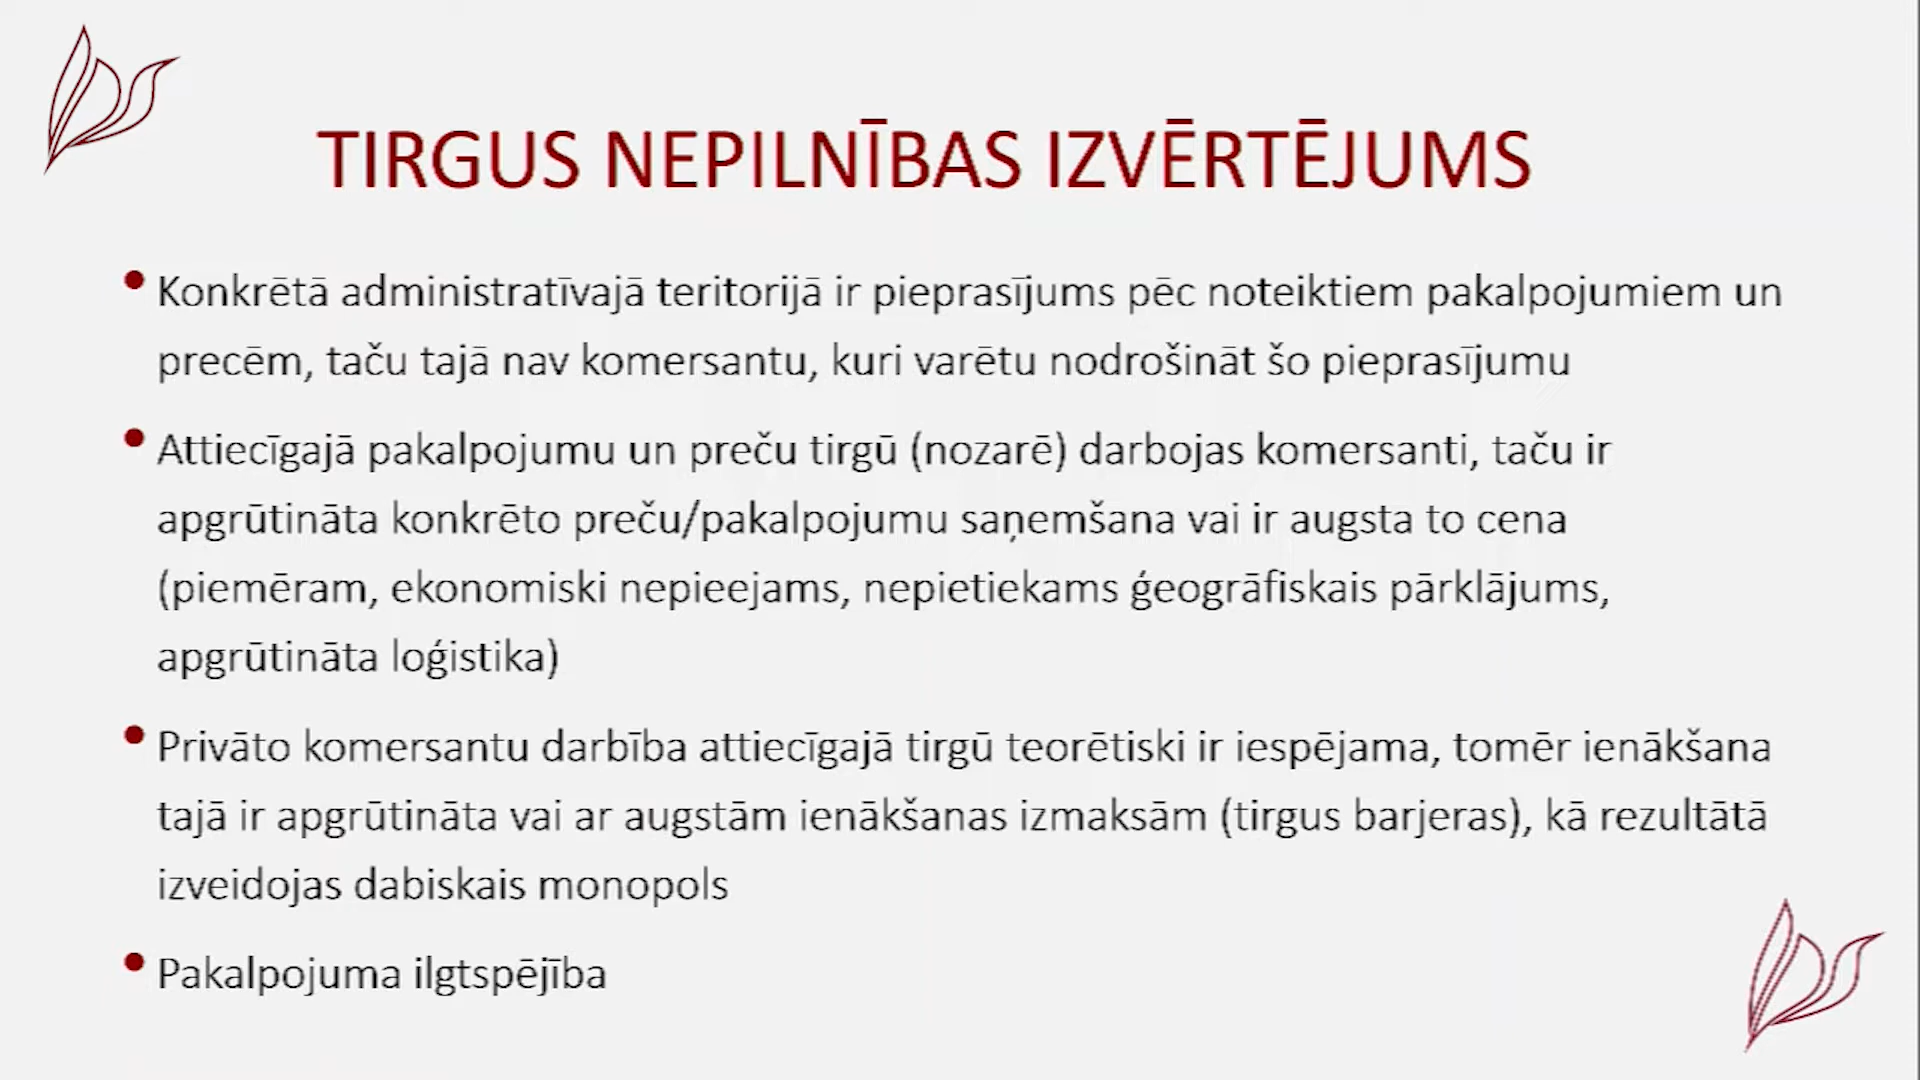 TIRGUS NEPILNĪBAS IZVĒRTĒJUMS
• Konkrētā administratīvajā teritorijā ir pieprasījums pēc noteiktiem pakalpojumiem un
precēm, taču tajā nav komersantu, kuri varētu nodrošināt šo pieprasījumu
• Attiecīgajā pakalpojumu un preču tirgū (nozarē) darbojas komersanti, taču ir
apgrūtināta konkrēto preču/pakalpojumu saņemšana vai ir augsta to cena
(piemēram, ekonomiski nepieejams, nepietiekams ģeogrāfiskais pārklājums,
apgrūtināta loģistika)
• Privāto komersantu darbība attiecīgajā tirgū teorētiski ir iespējama, tomēr ienākšana
tajā ir apgrūtināta vai ar augstām ienākšanas izmaksām (tirgus barjeras), kā rezultātā
izveidojas dabiskais monopols
• Pakalpojuma ilgtspējība